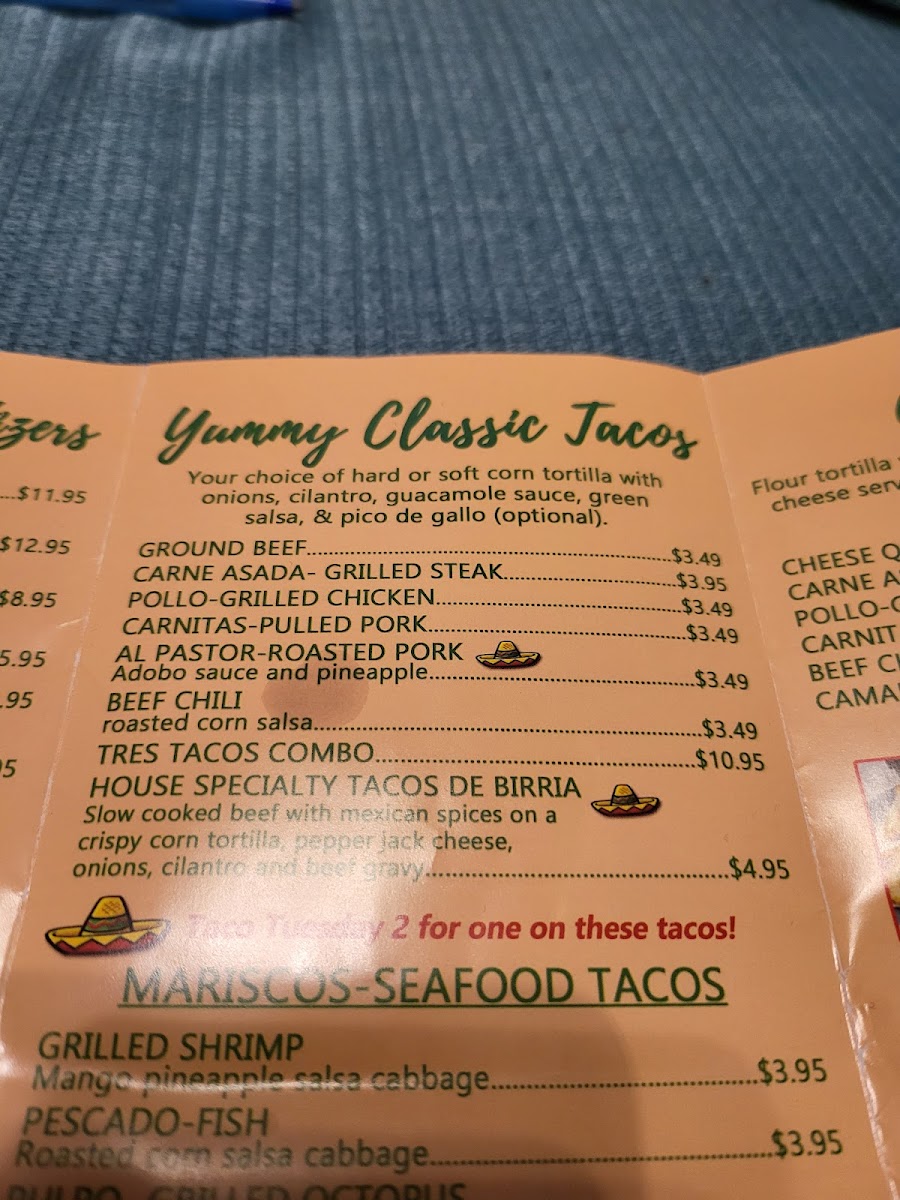 $11.95
$12.95
$8.95
5.95
.95
Yummy Classic Tacos
Your choice of hard or soft corn tortilla with
onions, cilantro, guacamole sauce, green
salsa, & pico de gallo (optional).
GROUND BEEF $3.49
CARNE ASADA- GRILLED STEAK $3.95
POLLO-GRILLED CHICKEN $3.49
CARNITAS-PULLED PORK $3.49
AL PASTOR-ROASTED PORK
Adobo sauce and pineapple $3.49
BEEF CHILI
roasted corn salsa $3.49
TRES TACOS COMBO $10.95
HOUSE SPECIALTY TACOS DE BIRRIA
Slow cooked beef with mexican spices on a
crispy corn tortilla, pepper jack cheese,
onions, cilantro and beef gravy $4.95
Taco Tuesday 2 for one on these tacos!
MARISCOS-SEAFOOD TACOS
GRILLED SHRIMP
Mango pineapple salsa cabbage $3.95
PESCADO-FISH
Roasted corn salsa cabbage $3.95
PULPO- GRILLED OCTOPUS
Flour tortilla
cheese
CHEESE
CARNE